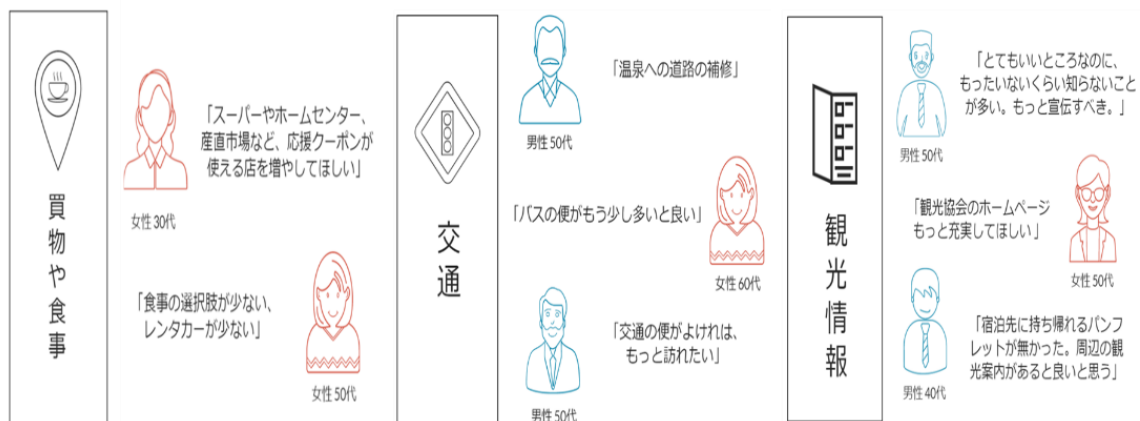 買物や食事
「スーパーやホームセンター、
産直市場など、応援クーポンが
使える店を増やしてほしい」
女性 30代
「食事の選択肢が少ない、
レンタカーが少ない」
女性 50代
交通
「温泉への道路の補修」
男性 50代
「バスの便がもう少し多いと良い」
女性 60代
「交通の便がよければ、
もっと訪れたい」
男性 50代
観光情報
「とてもいいところなのに、
もったいないくらい知らないこと
が多い。もっと宣伝すべき。」
男性 50代
「観光協会のホームページ
もっと充実してほしい」
女性 50代
「宿泊先に持ち帰れるパンフ
レットが無かった。周辺の観
光案内があると良いと思う」
男性 40代